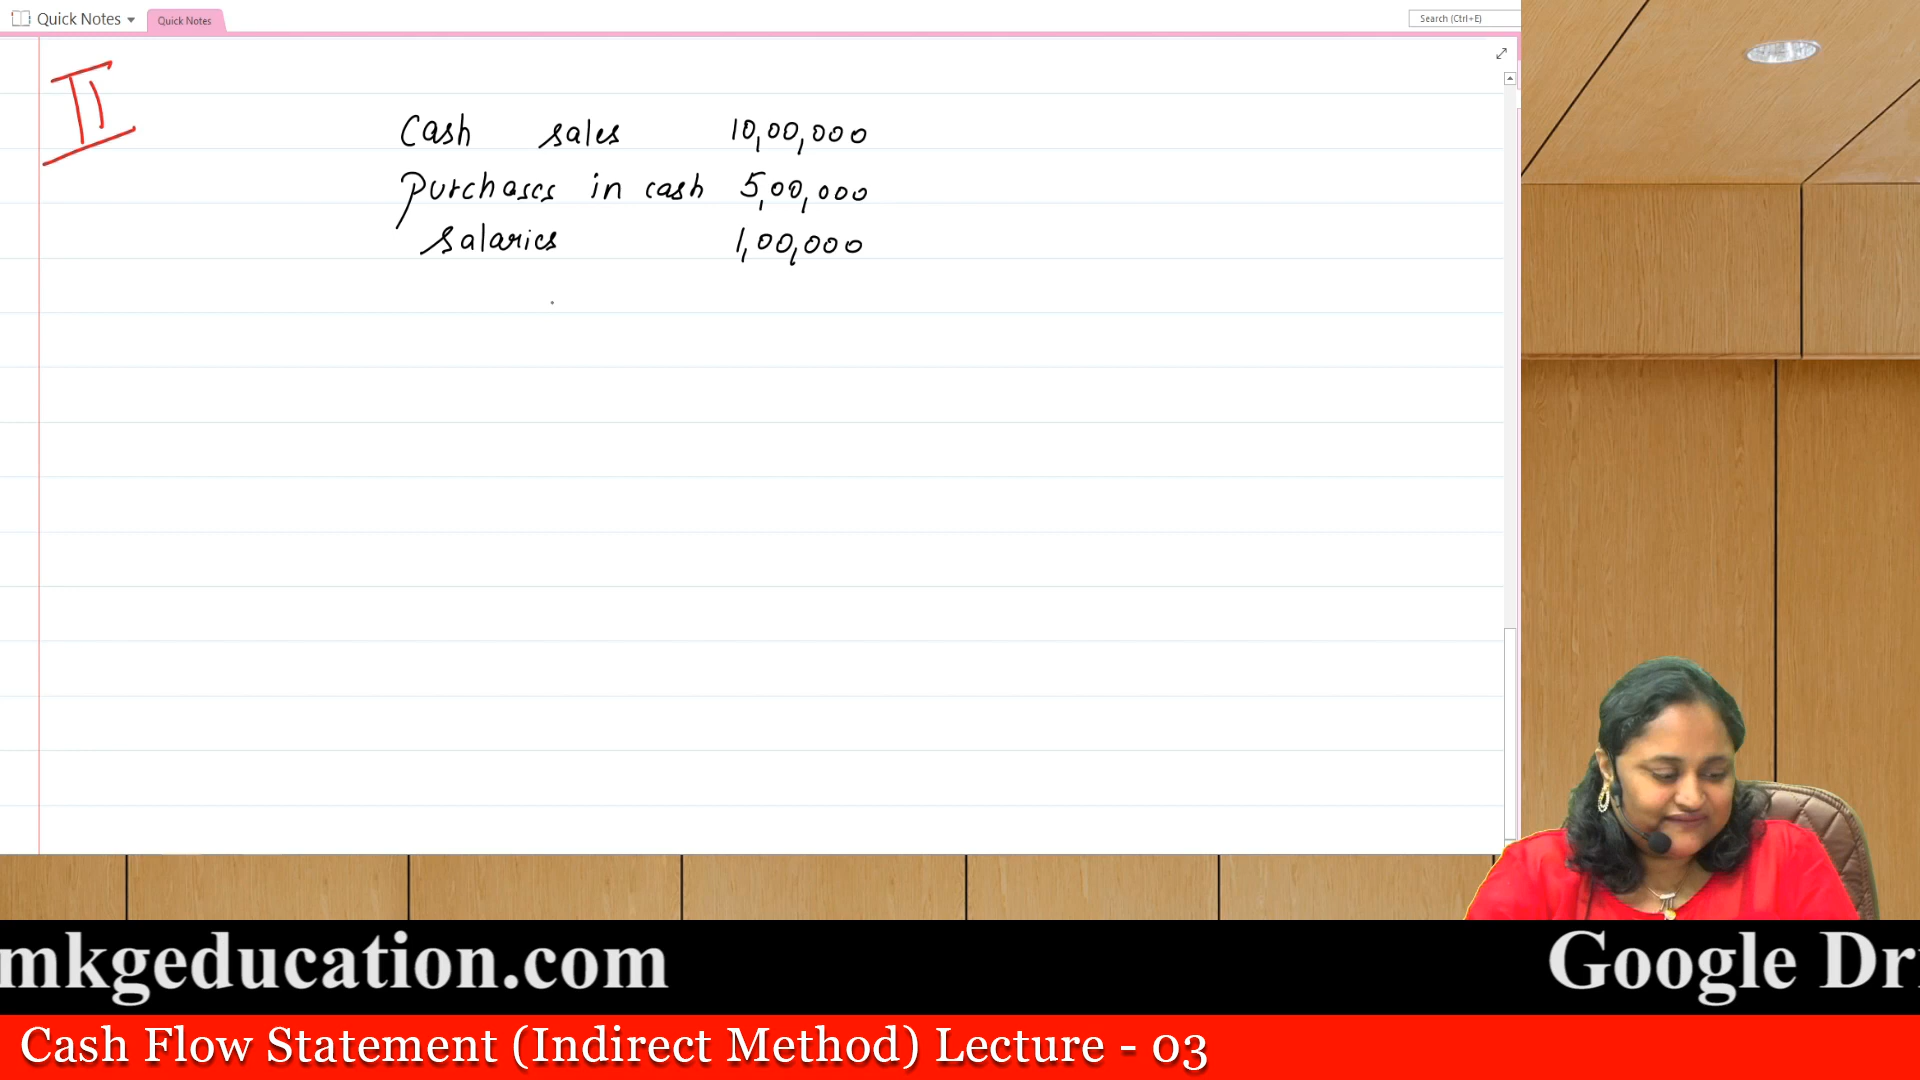 Quick Notes
Quick Notes
Search (Ctrl+E)
II
Cash sales 10,00,000
Purchases in cash 5,00,000
Salaries 1,00,000
mkgeducation.com
Google Dr
Cash Flow Statement (Indirect Method) Lecture - 03